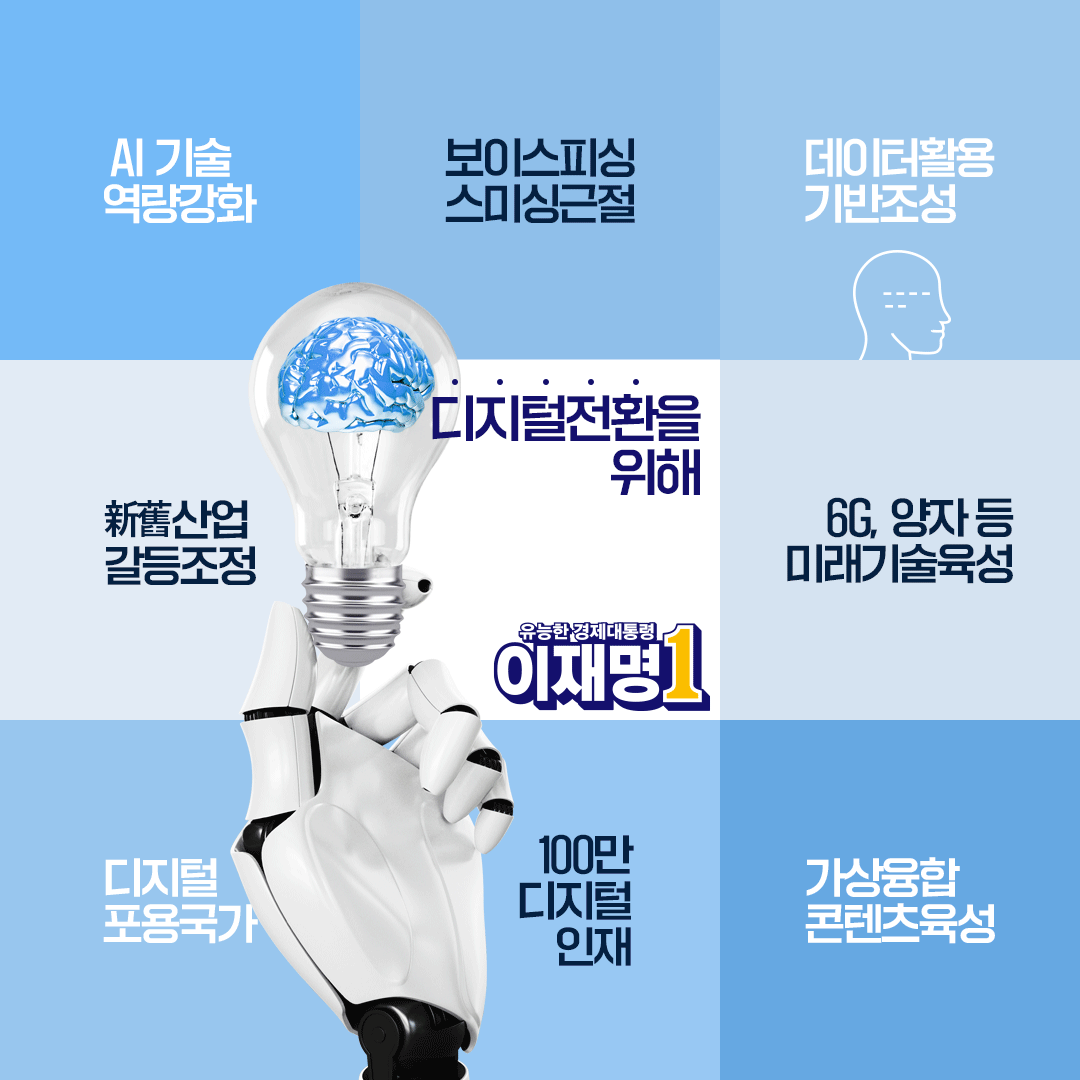 AI 기술
역량강화
보이스피싱
스미싱근절
데이터활용
기반조성
디지털전환을
위해
新舊산업
갈등조정
6G, 양자 등
미래기술육성
유능한 경제대통령
이재명1
디지털
포용국가
100만
디지털
인재
가상융합
콘텐츠육성